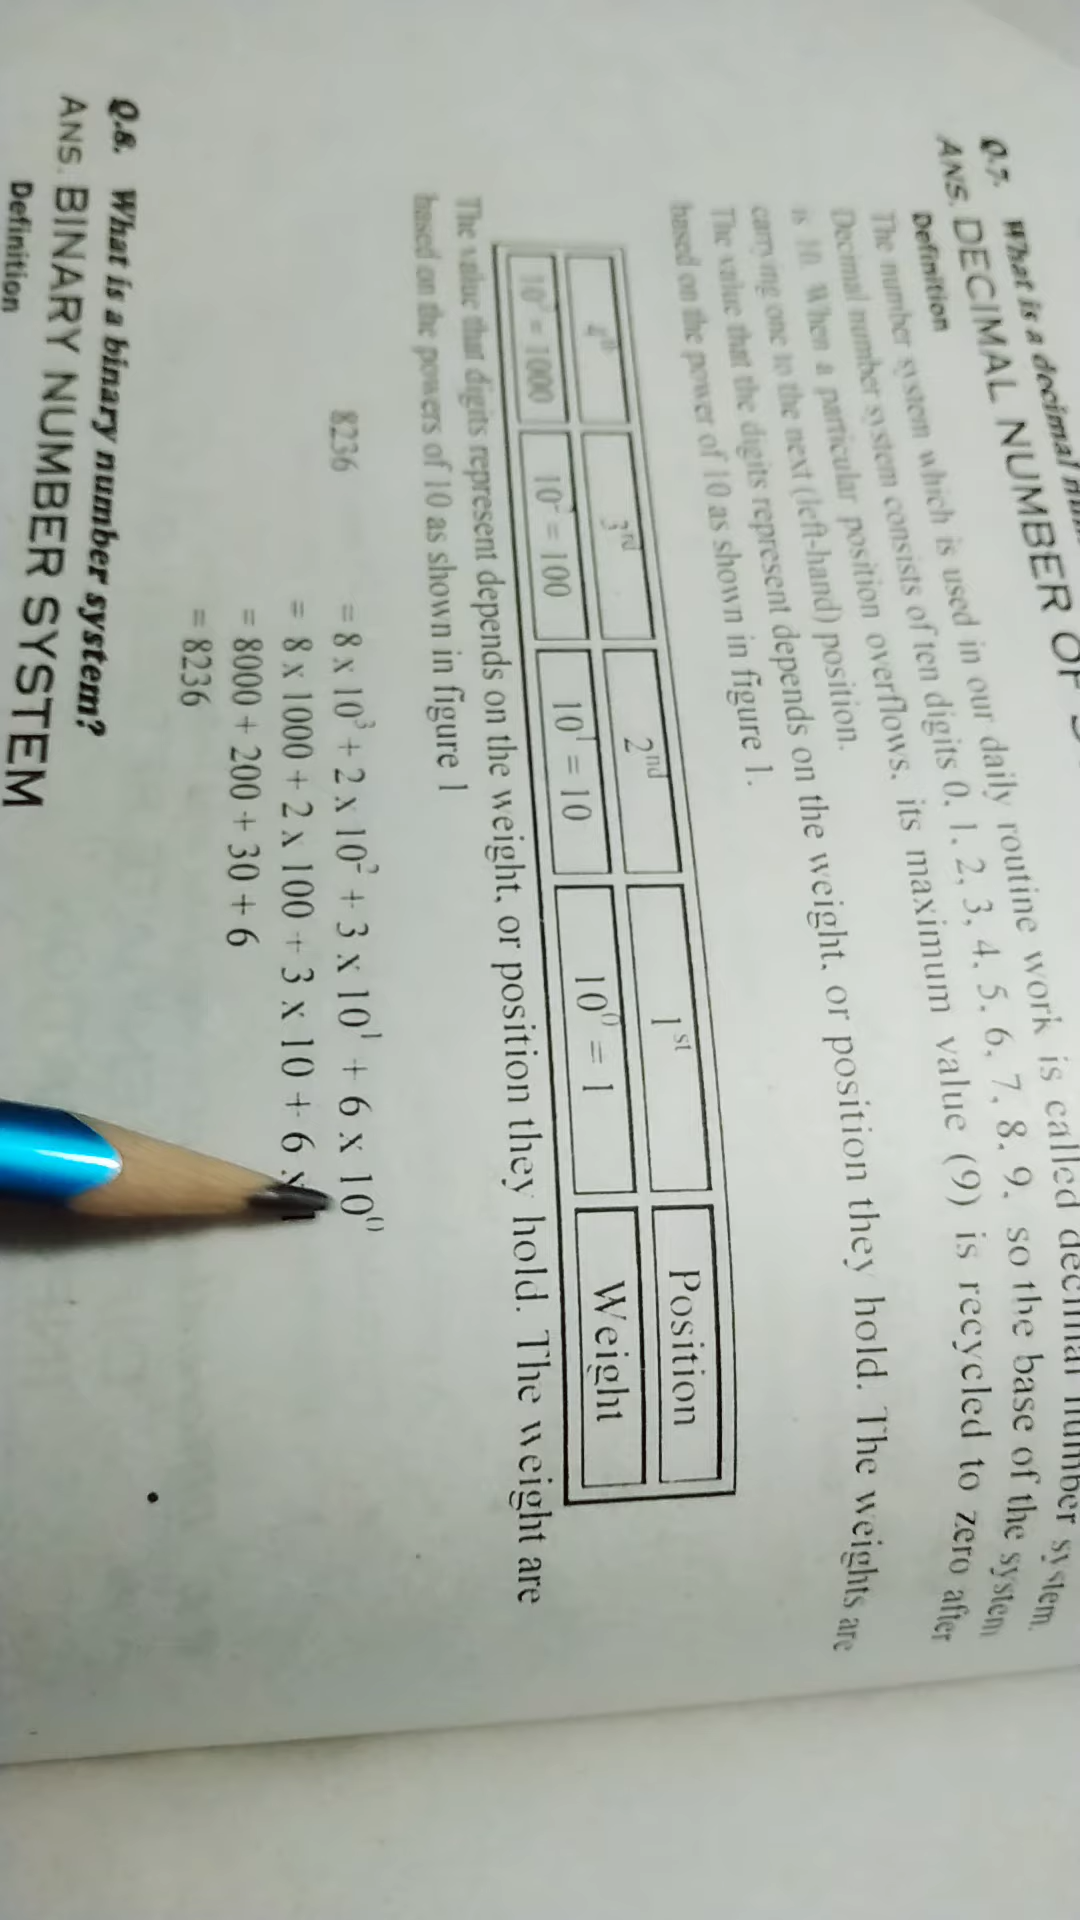 Q.7. What is a decimal
ANS. DECIMAL NUMBER OF
Definition
The number system which is used in our daily routine work is called decimal number system.
Decimal number system consists of ten digits 0, 1, 2, 3, 4, 5, 6, 7, 8, 9. so the base of the system
is 10. When a particular position overflows, its maximum value (9) is recycled to zero after
carrying one to the next (left-hand) position.
The value that the digits represent depends on the weight, or position they hold. The weights are
based on the power of 10 as shown in figure 1.
4th 3rd 2nd 1st Position
10³ = 1000 10² = 100 10¹ = 10 10⁰ = 1 Weight
The value that digits represent depends on the weight, or position they hold. The weight are
based on the powers of 10 as shown in figure 1
8236 = 8 x 10³ + 2 x 10² + 3 x 10¹ + 6 x 10⁰
= 8 x 1000 + 2 x 100 + 3 x 10 + 6 x 1
= 8000 + 200 + 30 + 6
= 8236
Q.8. What is a binary number system?
ANS. BINARY NUMBER SYSTEM
Definition